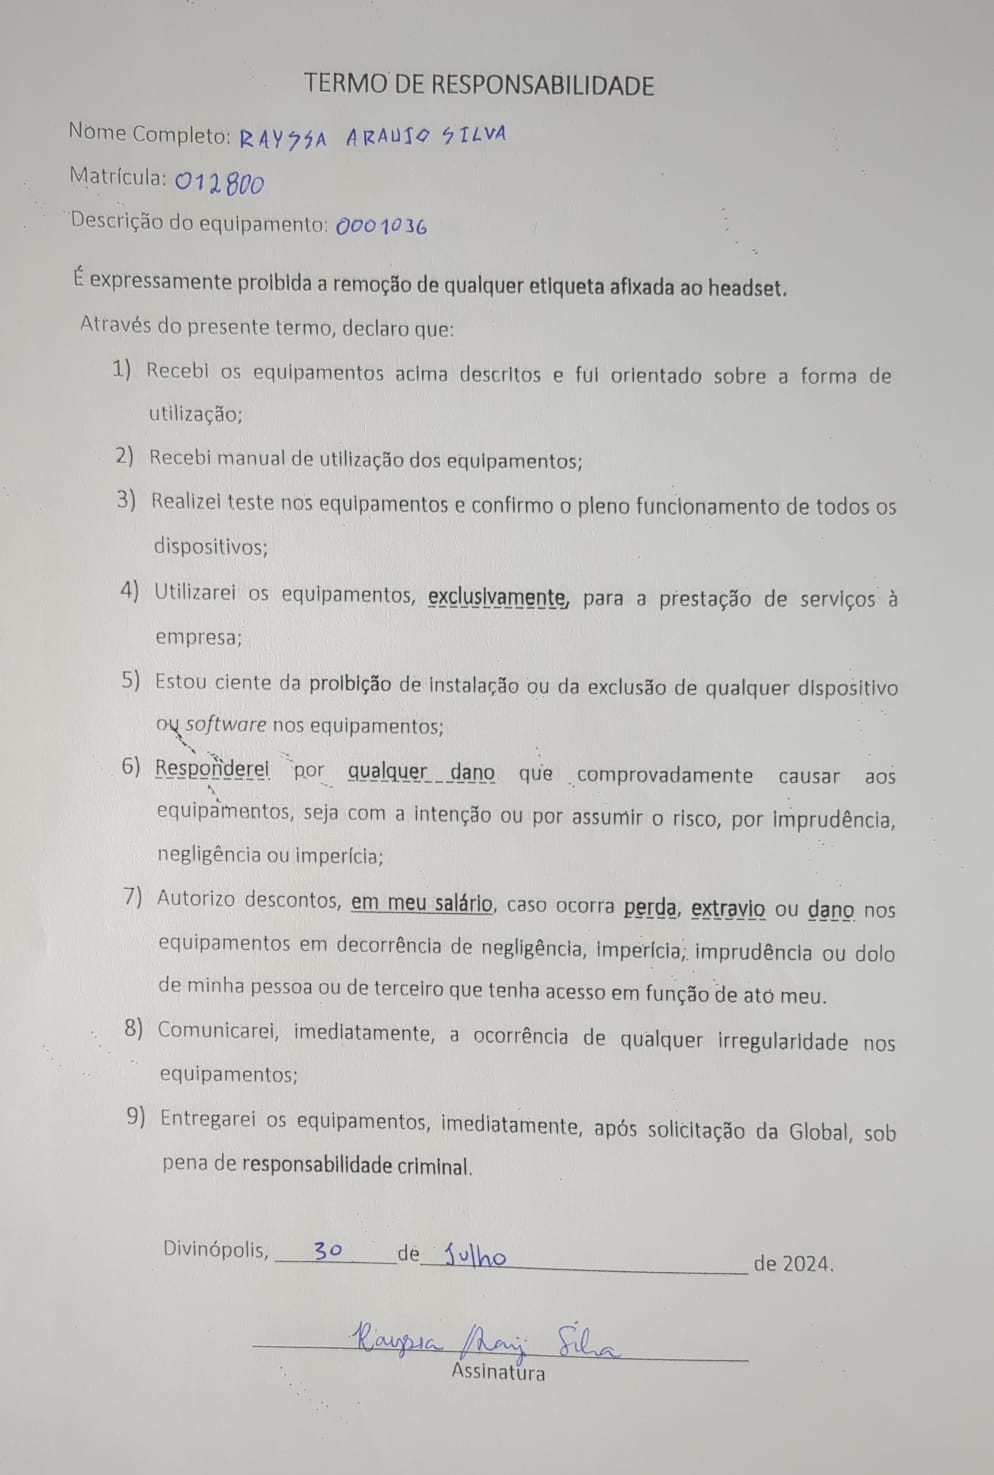 TERMO DE RESPONSABILIDADE
Nome Completo: RAYSSA ARAUJO SILVA
Matrícula: 012800
Descrição do equipamento: 0001036
É expressamente proibida a remoção de qualquer etiqueta afixada ao headset.
Através do presente termo, declaro que:
1) Recebi os equipamentos acima descritos e fui orientado sobre a forma de
utilização;
2) Recebi manual de utilização dos equipamentos;
3) Realizei teste nos equipamentos e confirmo o pleno funcionamento de todos os
dispositivos;
4) Utilizarei os equipamentos, exclusivamente, para a prestação de serviços à
empresa;
5) Estou ciente da proibição de instalação ou da exclusão de qualquer dispositivo
ou software nos equipamentos;
6) Responderei por qualquer dano que comprovadamente causar aos
equipamentos, seja com a intenção ou por assumir o risco, por imprudência,
negligência ou imperícia;
7) Autorizo descontos, em meu salário, caso ocorra perda, extravio ou dano nos
equipamentos em decorrência de negligência, imperícia, imprudência ou dolo
de minha pessoa ou de terceiro que tenha acesso em função de ato meu.
8) Comunicarei, imediatamente, a ocorrência de qualquer irregularidade nos
equipamentos;
9) Entregarei os equipamentos, imediatamente, após solicitação da Global, sob
pena de responsabilidade criminal.
Divinópolis, 30 de Julho de 2024.
Rayssa Silva
Assinatura